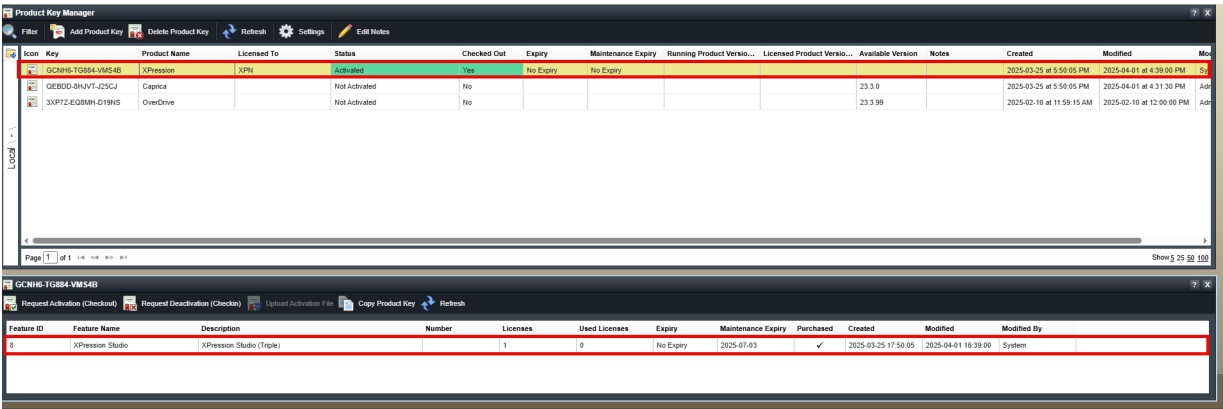 Product Key Manager ? X
Filter Add Product Key Delete Product Key Refresh Settings Edit Notes
Icon Key Product Name Licensed To Status Checked Out Expiry Maintenance Expiry Running Product Versio... Licensed Product Versio... Available Version Notes Created Modified Mod
GCNH6-TG884-VMS4B XPression XPN Activated Yes No Expiry No Expiry 2025-03-25 at 5:50:05 PM 2025-04-01 at 4:39:00 PM Sy
QEBDD-8HJVT-J25CJ Caprica Not Activated No 23.3.0 2025-03-25 at 5:50:05 PM 2025-04-01 at 4:31:30 PM Adr
3XP7Z-EQ8MH-D19NS OverDrive Not Activated No 23.3.99 2025-02-10 at 11:59:15 AM 2025-02-10 at 12:00:00 PM Adr
Local \ - \
Page 1 of 1 Show 5 25 50 100
GCNH6-TG884-VMS4B ? X
Request Activation (Checkout) Request Deactivation (Checkin) Upload Activation File Copy Product Key Refresh
Feature ID Feature Name Description Number Licenses Used Licenses Expiry Maintenance Expiry Purchased Created Modified Modified By
8 XPression Studio XPression Studio (Triple) 1 0 No Expiry 2025-07-03 ✓ 2025-03-25 17:50:05 2025-04-01 16:39:00 System